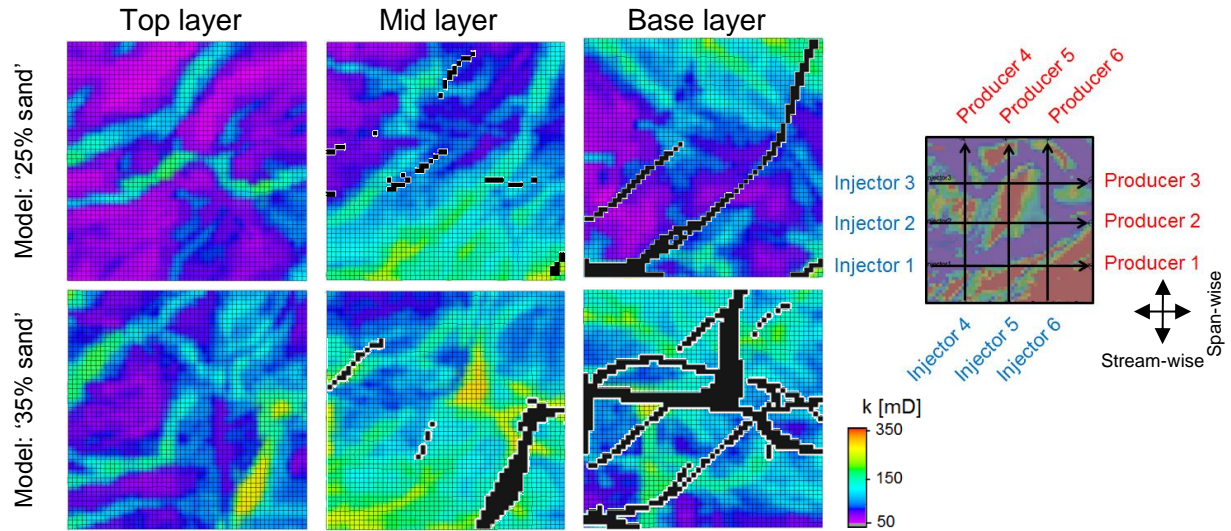 Top layer
Mid layer
Base layer
Model: '25% sand'
Model: '35% sand'
Producer 4
Producer 5
Producer 6
Injector 3
Injector 2
Injector 1
Producer 3
Producer 2
Producer 1
Injector 4
Injector 5
Injector 6
Span-wise
Stream-wise
k [mD]
350
150
50